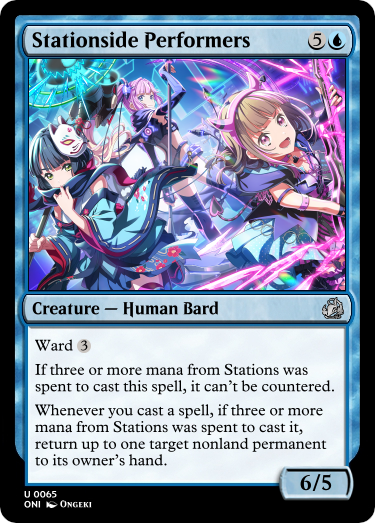 Stationside Performers 5
Creature — Human Bard
Ward 3
If three or more mana from Stations was
spent to cast this spell, it can't be countered.
Whenever you cast a spell, if three or more
mana from Stations was spent to cast it,
return up to one target nonland permanent
to its owner's hand.
6/5
U 0065
ONI Ongeki